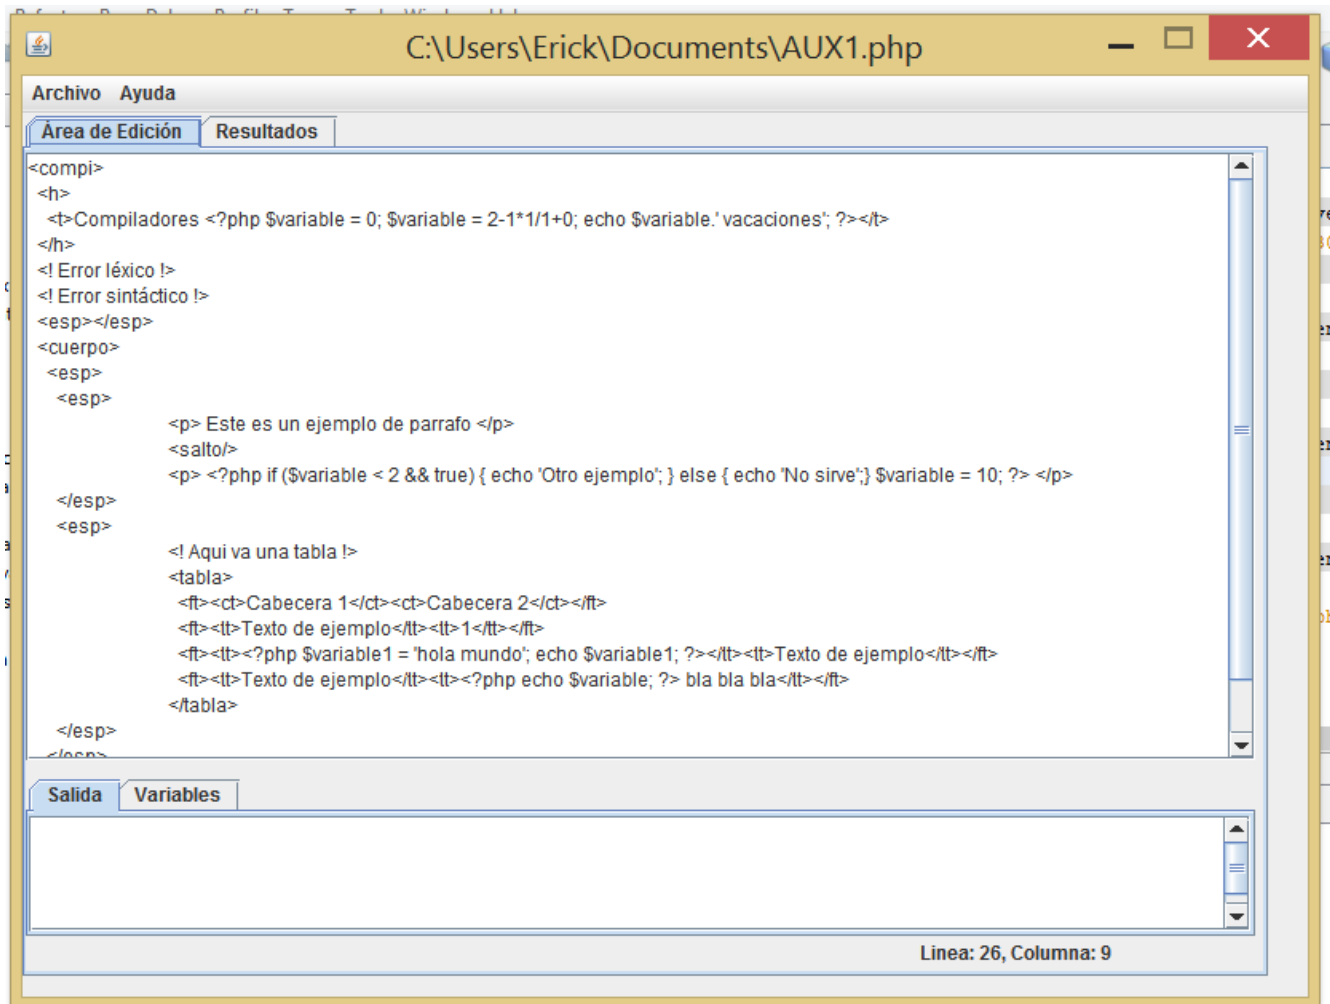 C:\Users\Erick\Documents\AUX1.php
Archivo Ayuda
Área de Edición Resultados
<compi>
<h>
<t>Compiladores <?php $variable = 0; $variable = 2-1*1/1+0; echo $variable.' vacaciones'; ?></t>
</h>
<! Error léxico !>
<! Error sintáctico !>
<esp></esp>
<cuerpo>
<esp>
<esp>
<p> Este es un ejemplo de parrafo </p>
<salto/>
<p> <?php if ($variable < 2 && true) { echo 'Otro ejemplo'; } else { echo 'No sirve';} $variable = 10; ?> </p>
</esp>
<esp>
<! Aqui va una tabla !>
<tabla>
<ft><ct>Cabecera 1</ct><ct>Cabecera 2</ct></ft>
<ft><tt>Texto de ejemplo</tt><tt>1</tt></ft>
<ft><tt><?php $variable1 = 'hola mundo'; echo $variable1; ?></tt><tt>Texto de ejemplo</tt></ft>
<ft><tt>Texto de ejemplo</tt><tt><?php echo $variable; ?> bla bla bla</tt></ft>
</tabla>
</esp>
</esp>
Salida Variables
Linea: 26, Columna: 9